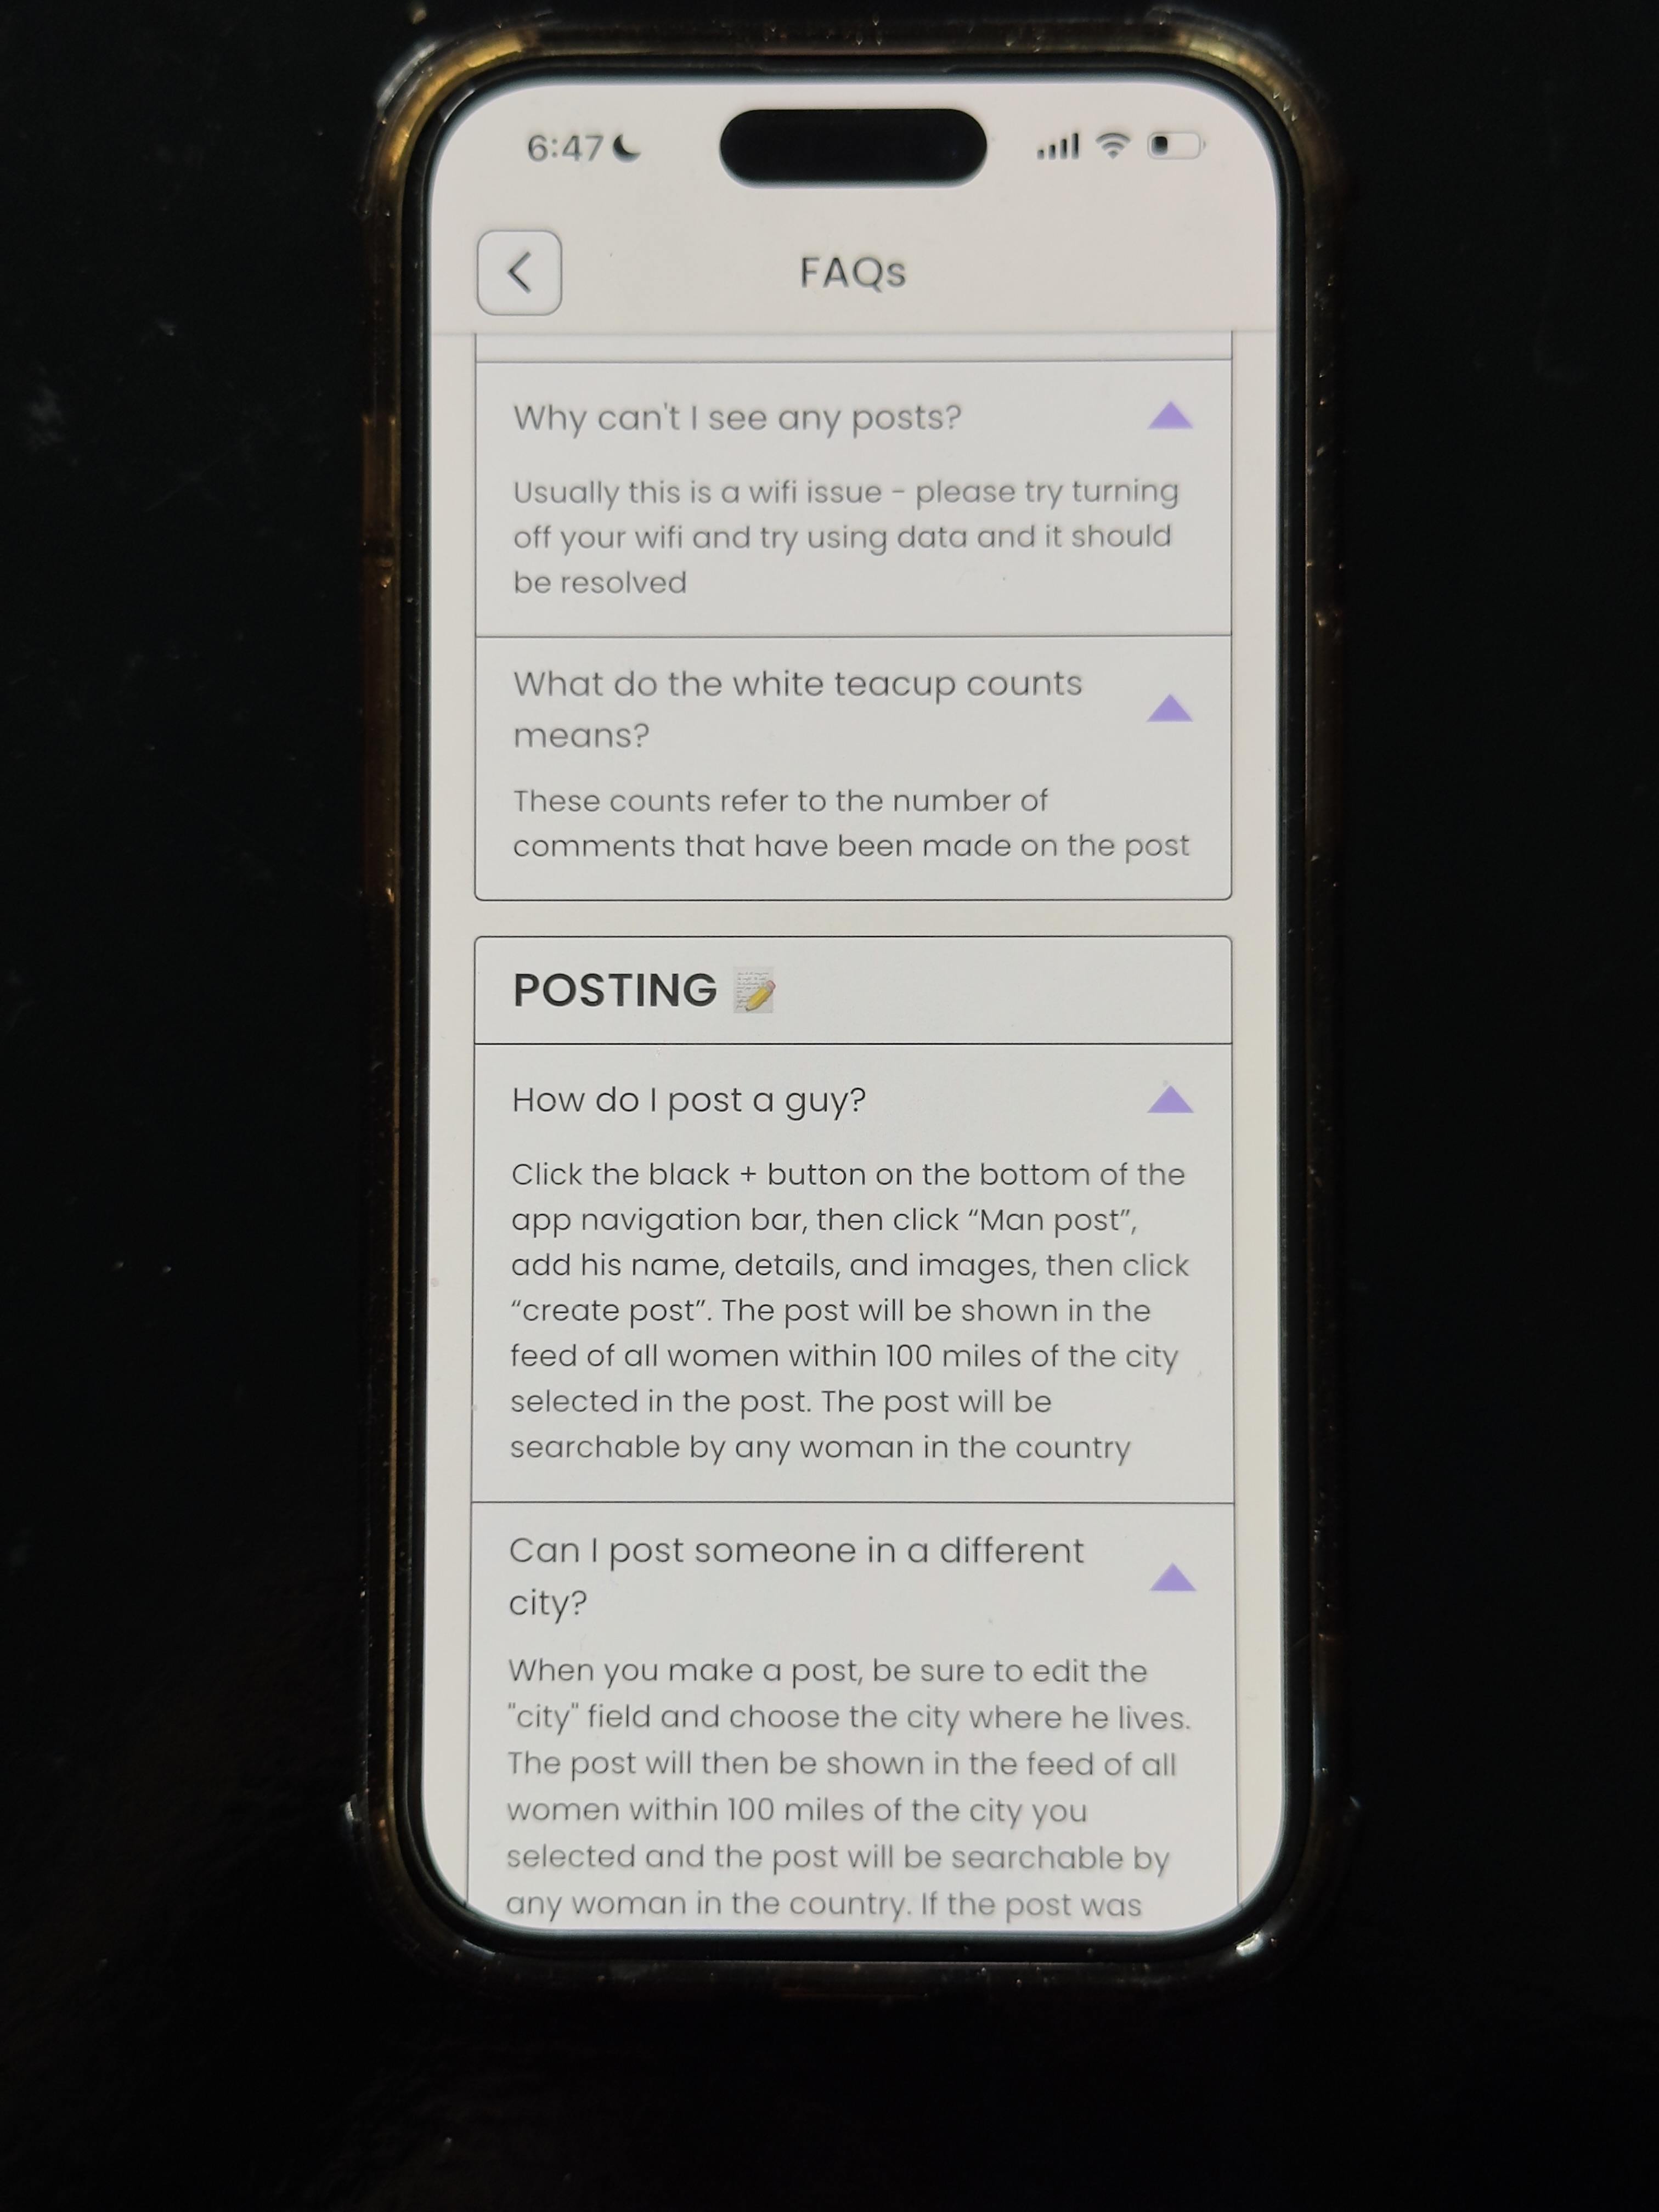 6:47
FAQs
Why can't I see any posts?
Usually this is a wifi issue - please try turning
off your wifi and try using data and it should
be resolved
What do the white teacup counts
means?
These counts refer to the number of
comments that have been made on the post
POSTING
How do I post a guy?
Click the black + button on the bottom of the
app navigation bar, then click “Man post”,
add his name, details, and images, then click
“create post”. The post will be shown in the
feed of all women within 100 miles of the city
selected in the post. The post will be
searchable by any woman in the country
Can I post someone in a different
city?
When you make a post, be sure to edit the
"city" field and choose the city where he lives.
The post will then be shown in the feed of all
women within 100 miles of the city you
selected and the post will be searchable by
any woman in the country. If the post was